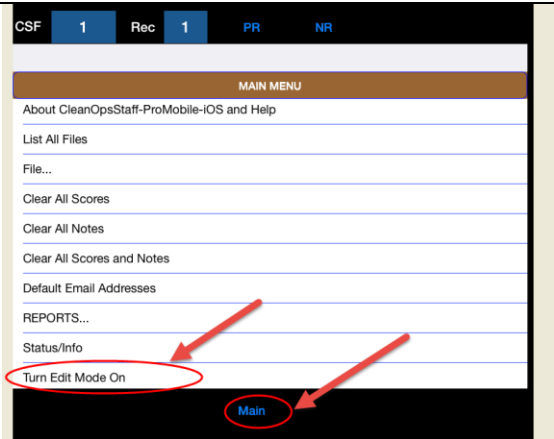 CSF 1 Rec 1 PR NR
MAIN MENU
About CleanOpsStaff-ProMobile-iOS and Help
List All Files
File...
Clear All Scores
Clear All Notes
Clear All Scores and Notes
Default Email Addresses
REPORTS...
Status/Info
Turn Edit Mode On
Main